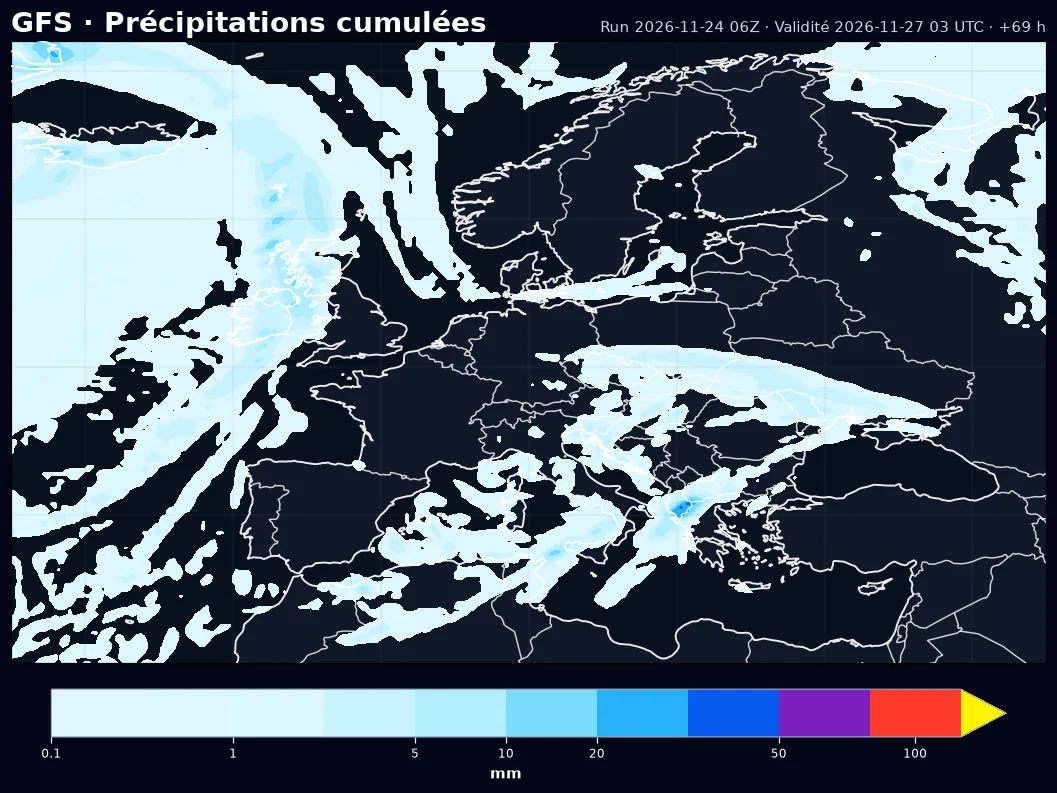 GFS · Précipitations cumulées
Run 2026-11-24 06Z · Validité 2026-11-27 03 UTC · +69 h
0.1 1 5 10 20 50 100
mm